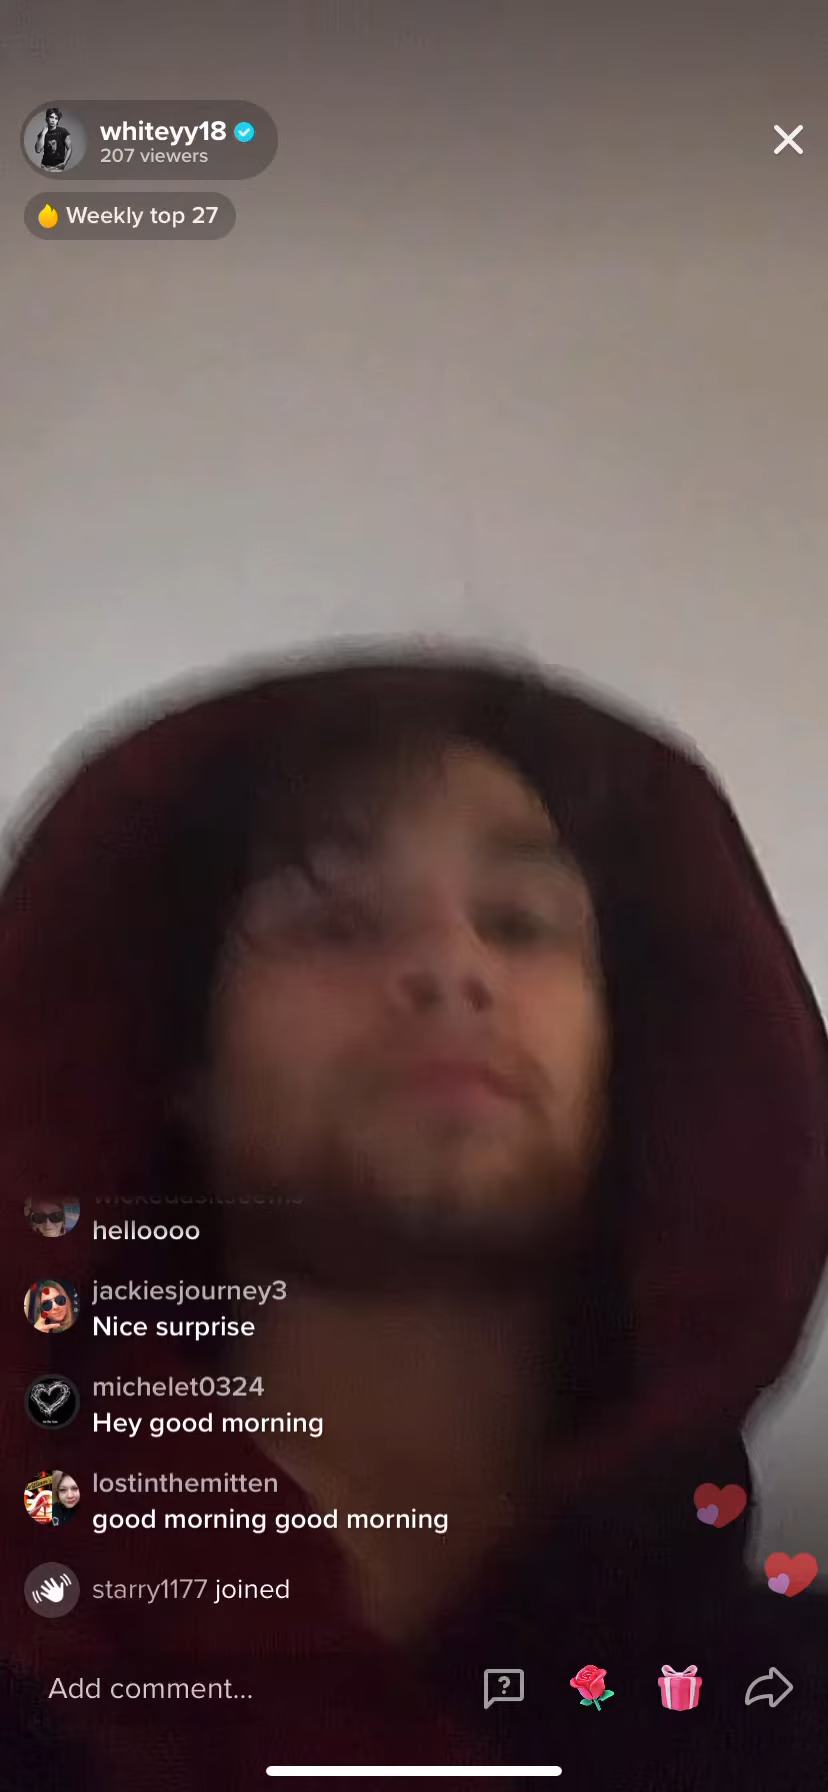 whiteyy18
207 viewers
Weekly top 27
helloooo
jackiesjourney3
Nice surprise
michelet0324
Hey good morning
lostinthemitten
good morning good morning
starry1177 joined
Add comment...